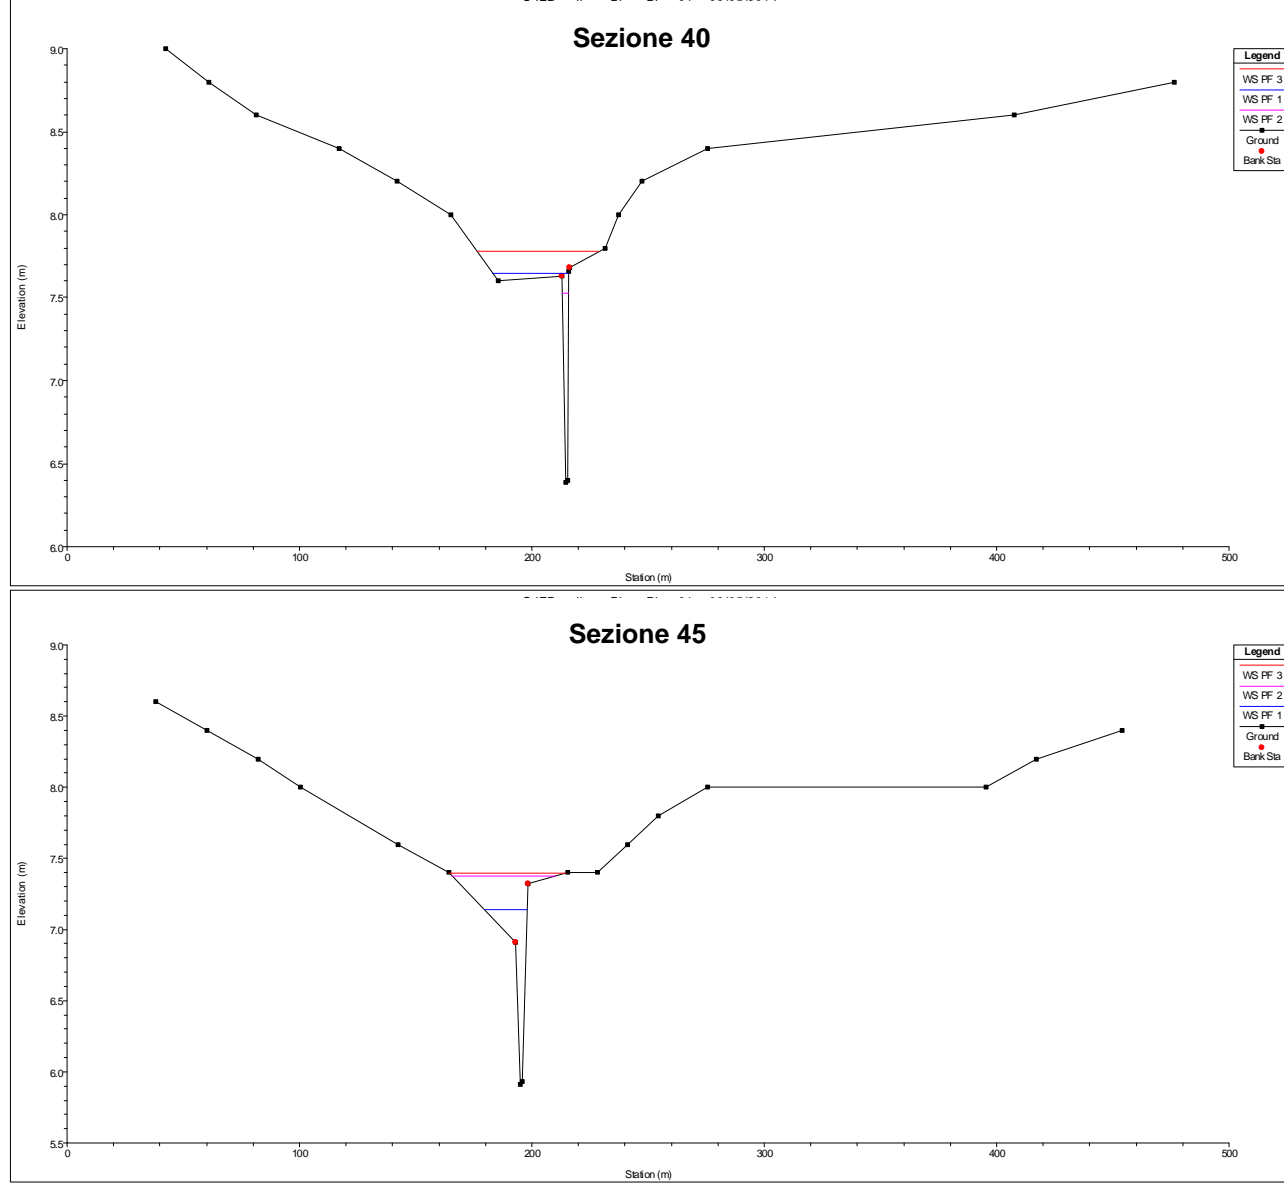 Sezione 40
Legend
WS PF 3
WS PF 1
WS PF 2
Ground
Bank Sta
9.0
8.5
8.0
7.5
7.0
6.5
6.0
Elevation (m)
0
100
200
300
400
500
Station (m)
Sezione 45
Legend
WS PF 3
WS PF 2
WS PF 1
Ground
Bank Sta
9.0
8.5
8.0
7.5
7.0
6.5
6.0
5.5
Elevation (m)
0
100
200
300
400
500
Station (m)